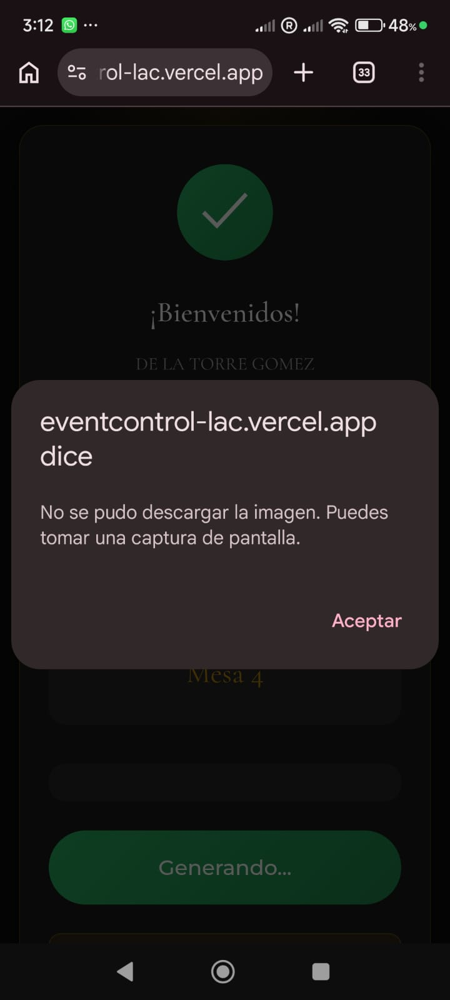 3:12
48%
rol-lac.vercel.app
33
¡Bienvenidos!
DE LA TORRE GOMEZ
eventcontrol-lac.vercel.app
dice
No se pudo descargar la imagen. Puedes
tomar una captura de pantalla.
Aceptar
Mesa 4
Generando...